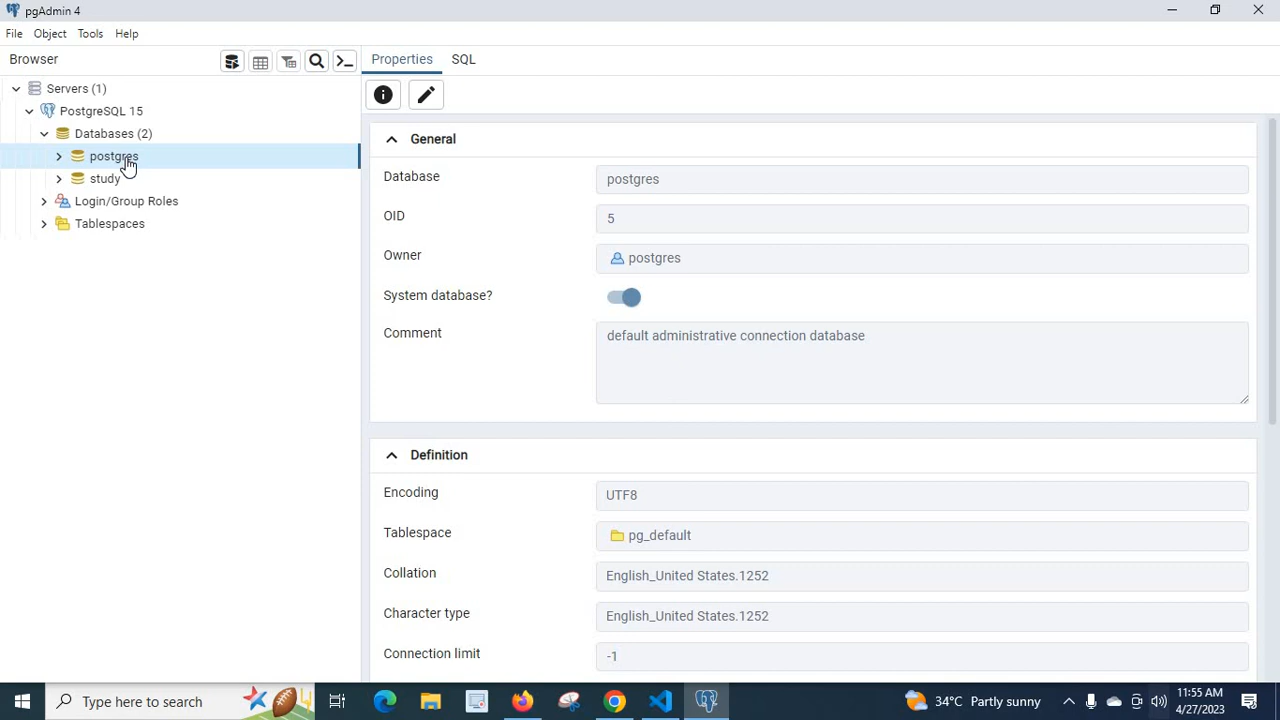 pgAdmin 4
File Object Tools Help
Browser
Properties SQL
Servers (1)
PostgreSQL 15
Databases (2)
postgres
study
Login/Group Roles
Tablespaces
General
Database postgres
OID 5
Owner postgres
System database?
Comment default administrative connection database
Definition
Encoding UTF8
Tablespace pg_default
Collation English_United States.1252
Character type English_United States.1252
Connection limit -1
Type here to search
34°C Partly sunny
11:55 AM
4/27/2023